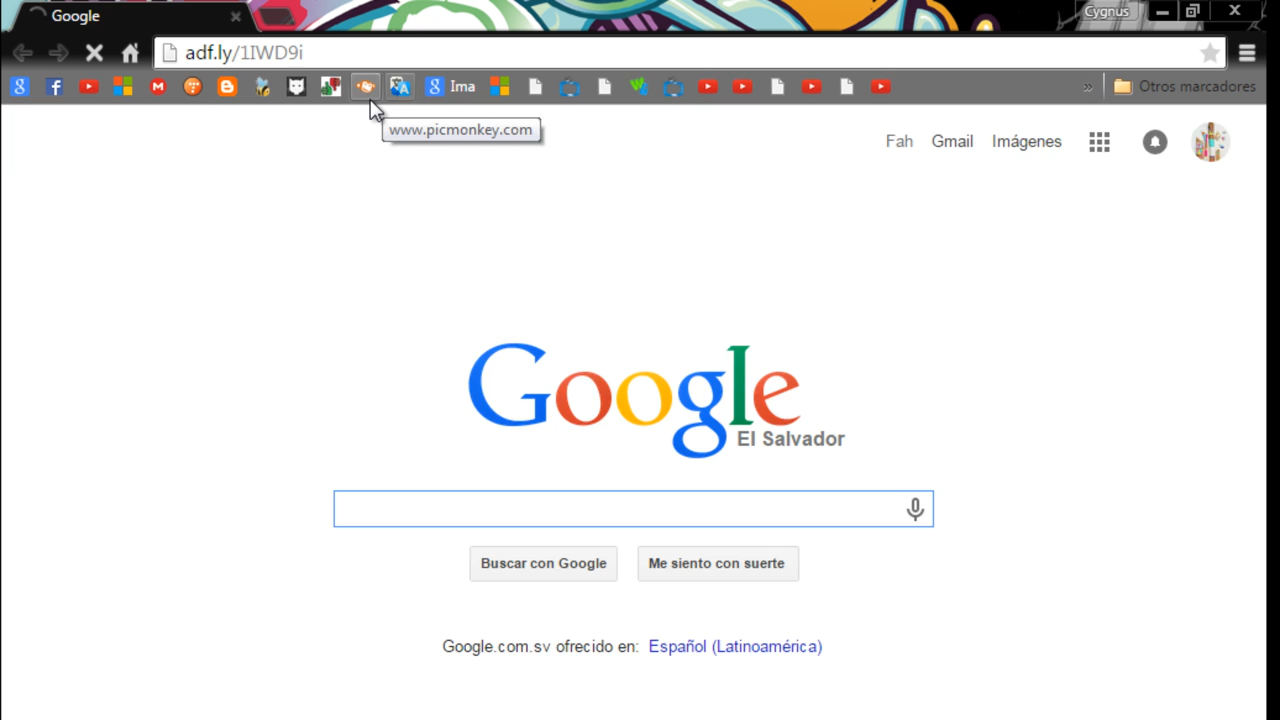 Google
Cygnus
adf.ly/1IWD9i
Ima
» Otros marcadores
www.picmonkey.com
Fah Gmail Imágenes
Google
El Salvador
Buscar con Google Me siento con suerte
Google.com.sv ofrecido en: Español (Latinoamérica)